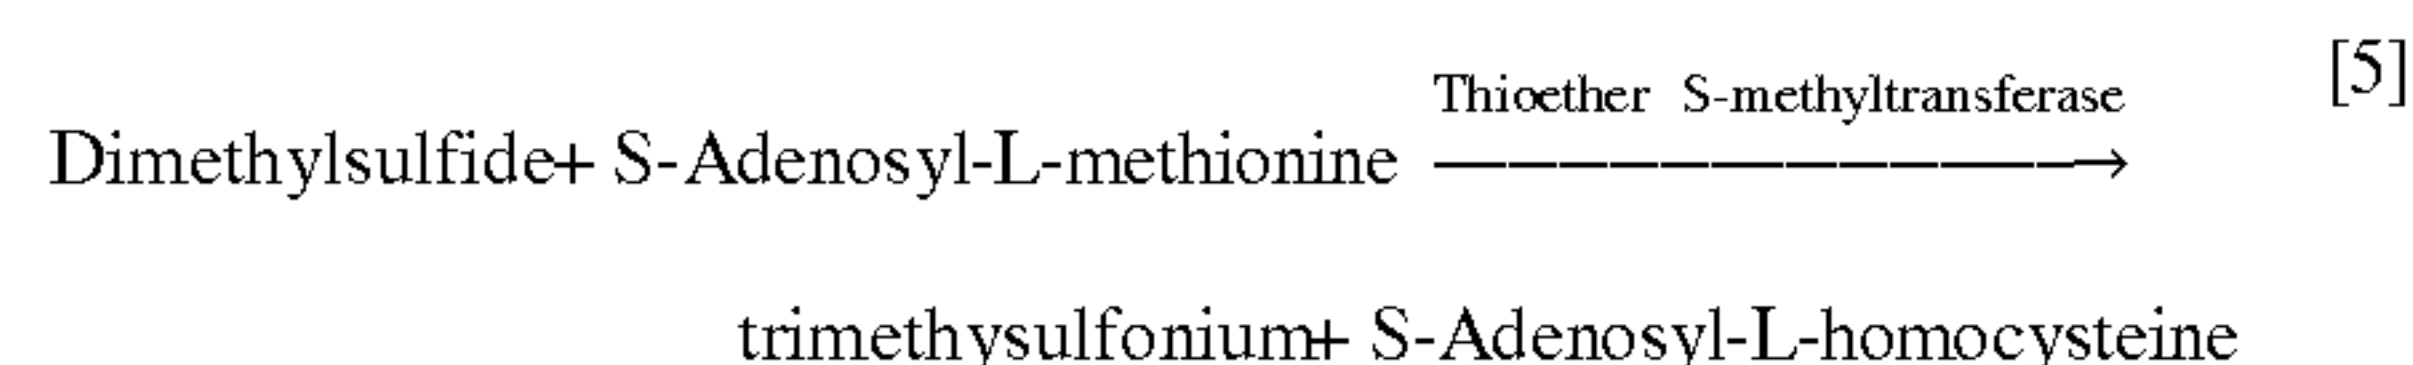 [5]
Thioether S-methyltransferase
Dimethylsulfide+ S-Adenosyl-L-methionine ⟶
trimethysulfonium+ S-Adenosyl-L-homocysteine